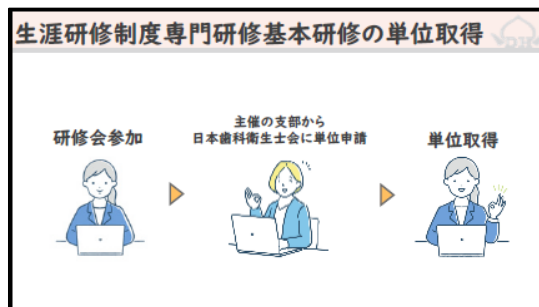 生涯研修制度専門研修基本研修の単位取得
研修会参加
主催の支部から
日本歯科衛生士会に単位申請
単位取得